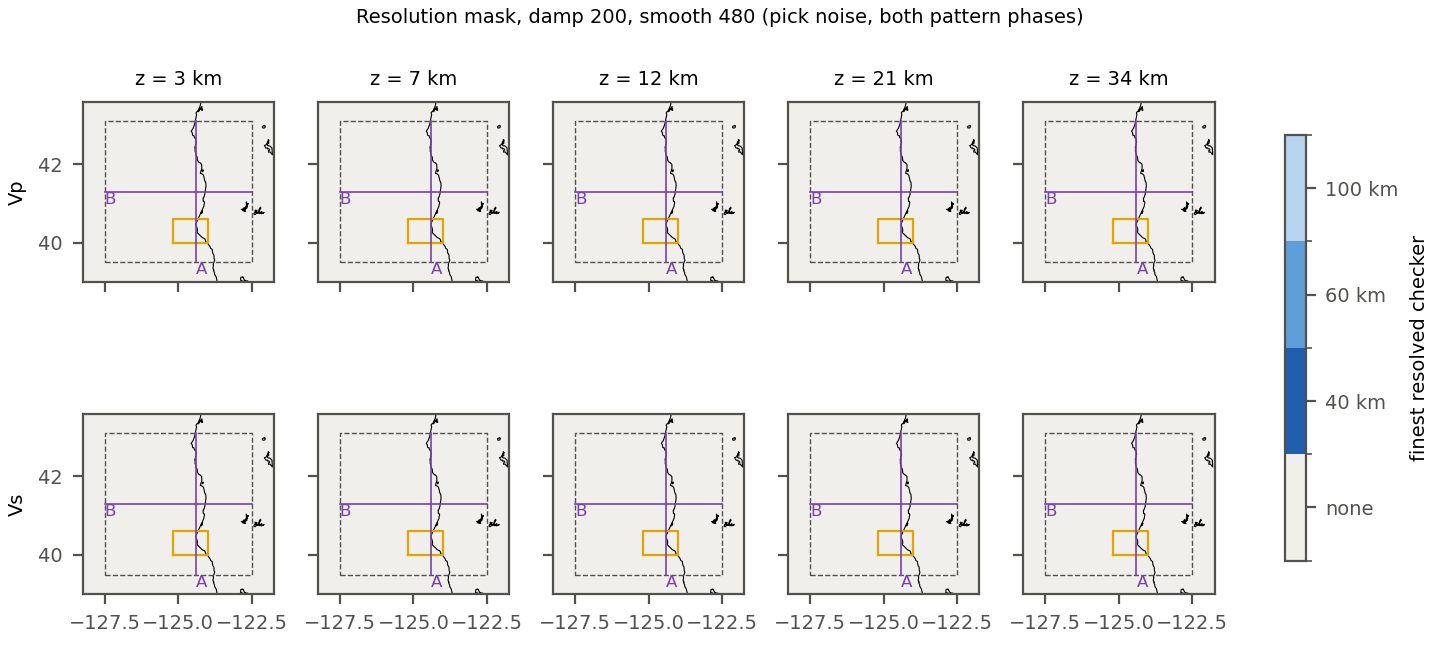 Resolution mask, damp 200, smooth 480 (pick noise, both pattern phases)
z = 3 km
z = 7 km
z = 12 km
z = 21 km
z = 34 km
Vp
42
40
B
A
B
A
B
A
B
A
B
A
Vs
42
40
B
A
B
A
B
A
B
A
B
A
−127.5 −125.0 −122.5
−127.5 −125.0 −122.5
−127.5 −125.0 −122.5
−127.5 −125.0 −122.5
−127.5 −125.0 −122.5
100 km
60 km
40 km
none
finest resolved checker